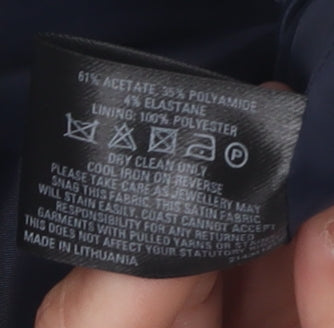 61% ACETATE, 35% POLYAMIDE
4% ELASTANE
LINING: 100% POLYESTER
P
DRY CLEAN ONLY
COOL IRON ON REVERSE
PLEASE TAKE CARE AS JEWELLERY MAY
SNAG THIS FABRIC. THIS SATIN FABRIC
WILL STAIN EASILY. COAST CANNOT ACCEPT
RESPONSIBILITY FOR ANY RETURNED
GARMENTS WITH PULLED YARNS OR
THIS DOES NOT AFFECT YOUR STATUTORY
MADE IN LITHUANIA